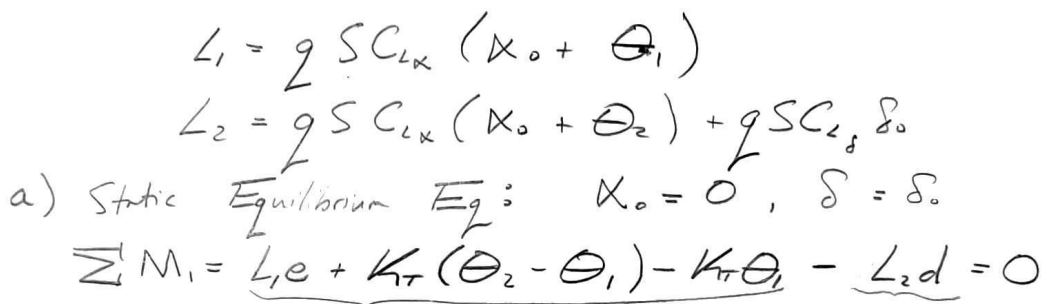 L₁ = q S C_Lα (α₀ + θ₁)
L₂ = q S C_Lα (α₀ + θ₂) + q S C_Lδ δ₀
a) Static Equilibrium Eq: α₀ = 0, δ = δ₀
ΣM₁ = L₁e + K_T(θ₂ - θ₁) - K_Tθ₁ - L₂d = 0